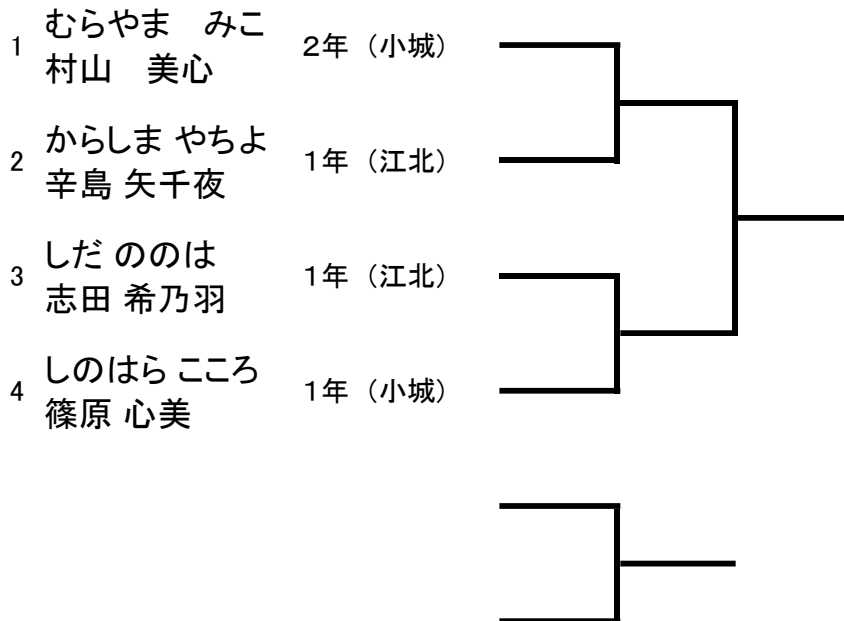 むらやま　みこ
1 村山　美心 2年（小城）
からしま やちよ
2 辛島 矢千夜 1年（江北）
しだ ののは
3 志田 希乃羽 1年（江北）
しのはら こころ
4 篠原 心美 1年（小城）